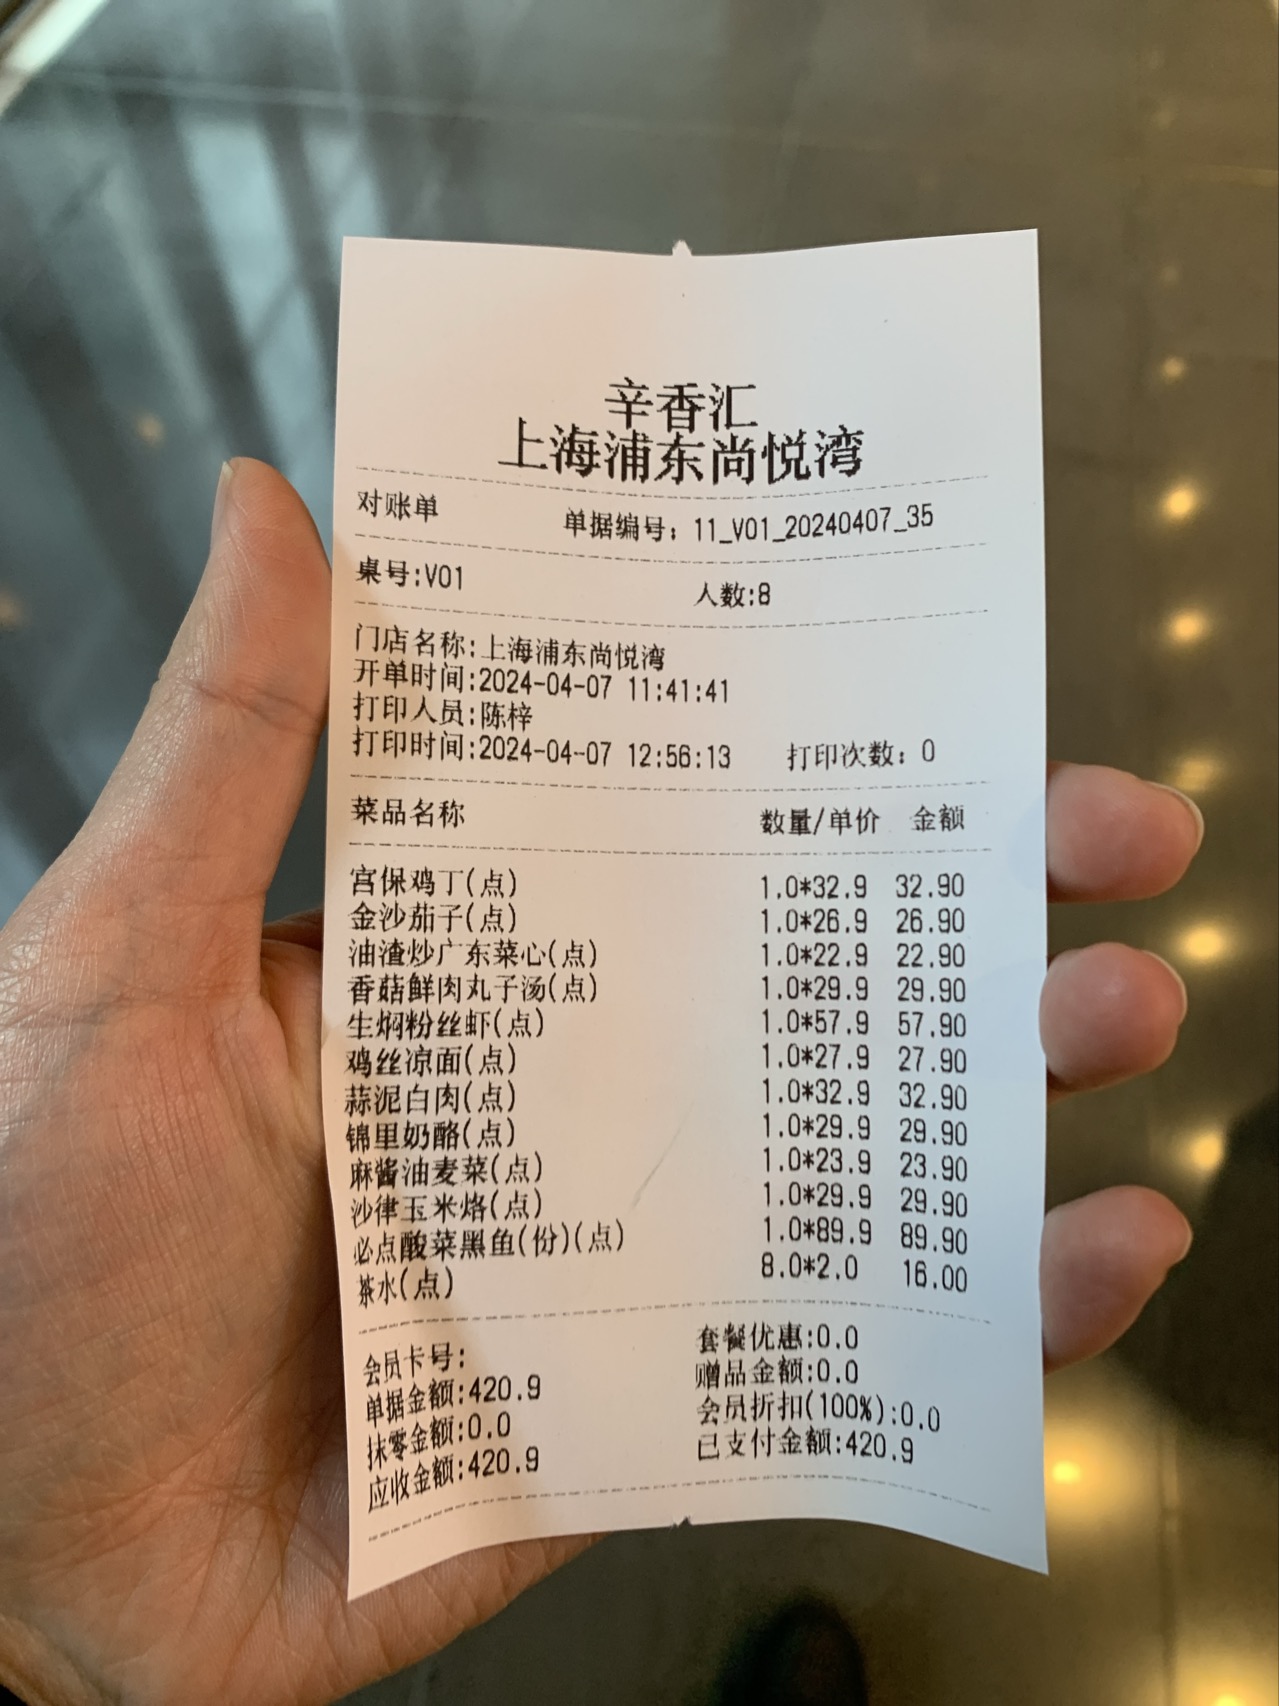 辛香汇
上海浦东尚悦湾
对账单 单据编号：11_V01_20240407_35
桌号:V01 人数:8
门店名称:上海浦东尚悦湾
开单时间:2024-04-07 11:41:41
打印人员:陈梓
打印时间:2024-04-07 12:56:13 打印次数：0
菜品名称 数量/单价 金额
宫保鸡丁(点) 1.0*32.9 32.90
金沙茄子(点) 1.0*26.9 26.90
油渣炒广东菜心(点) 1.0*22.9 22.90
香菇鲜肉丸子汤(点) 1.0*29.9 29.90
生焖粉丝虾(点) 1.0*57.9 57.90
鸡丝凉面(点) 1.0*27.9 27.90
蒜泥白肉(点) 1.0*32.9 32.90
锦里奶酪(点) 1.0*29.9 29.90
麻酱油麦菜(点) 1.0*23.9 23.90
沙律玉米烙(点) 1.0*29.9 29.90
必点酸菜黑鱼(份)(点) 1.0*89.9 89.90
茶水(点) 8.0*2.0 16.00
会员卡号: 套餐优惠:0.0
单据金额:420.9 赠品金额:0.0
抹零金额:0.0 会员折扣(100%):0.0
应收金额:420.9 已支付金额:420.9